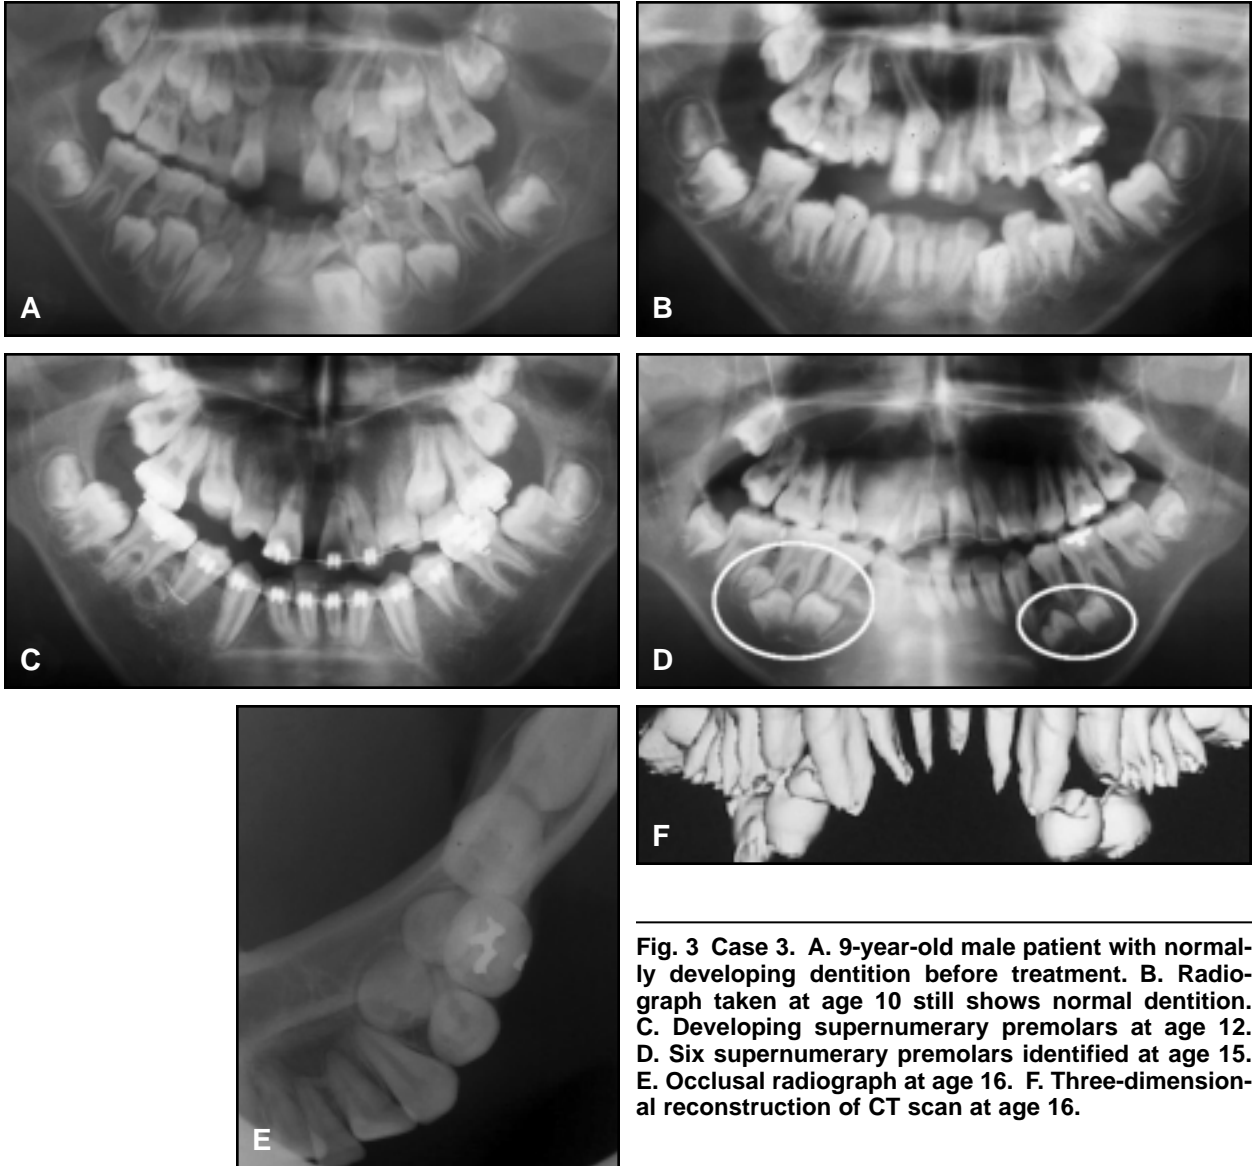 A
B
C
D
E
F
Fig. 3 Case 3. A. 9-year-old male patient with normal-
ly developing dentition before treatment. B. Radio-
graph taken at age 10 still shows normal dentition.
C. Developing supernumerary premolars at age 12.
D. Six supernumerary premolars identified at age 15.
E. Occlusal radiograph at age 16. F. Three-dimension-
al reconstruction of CT scan at age 16.